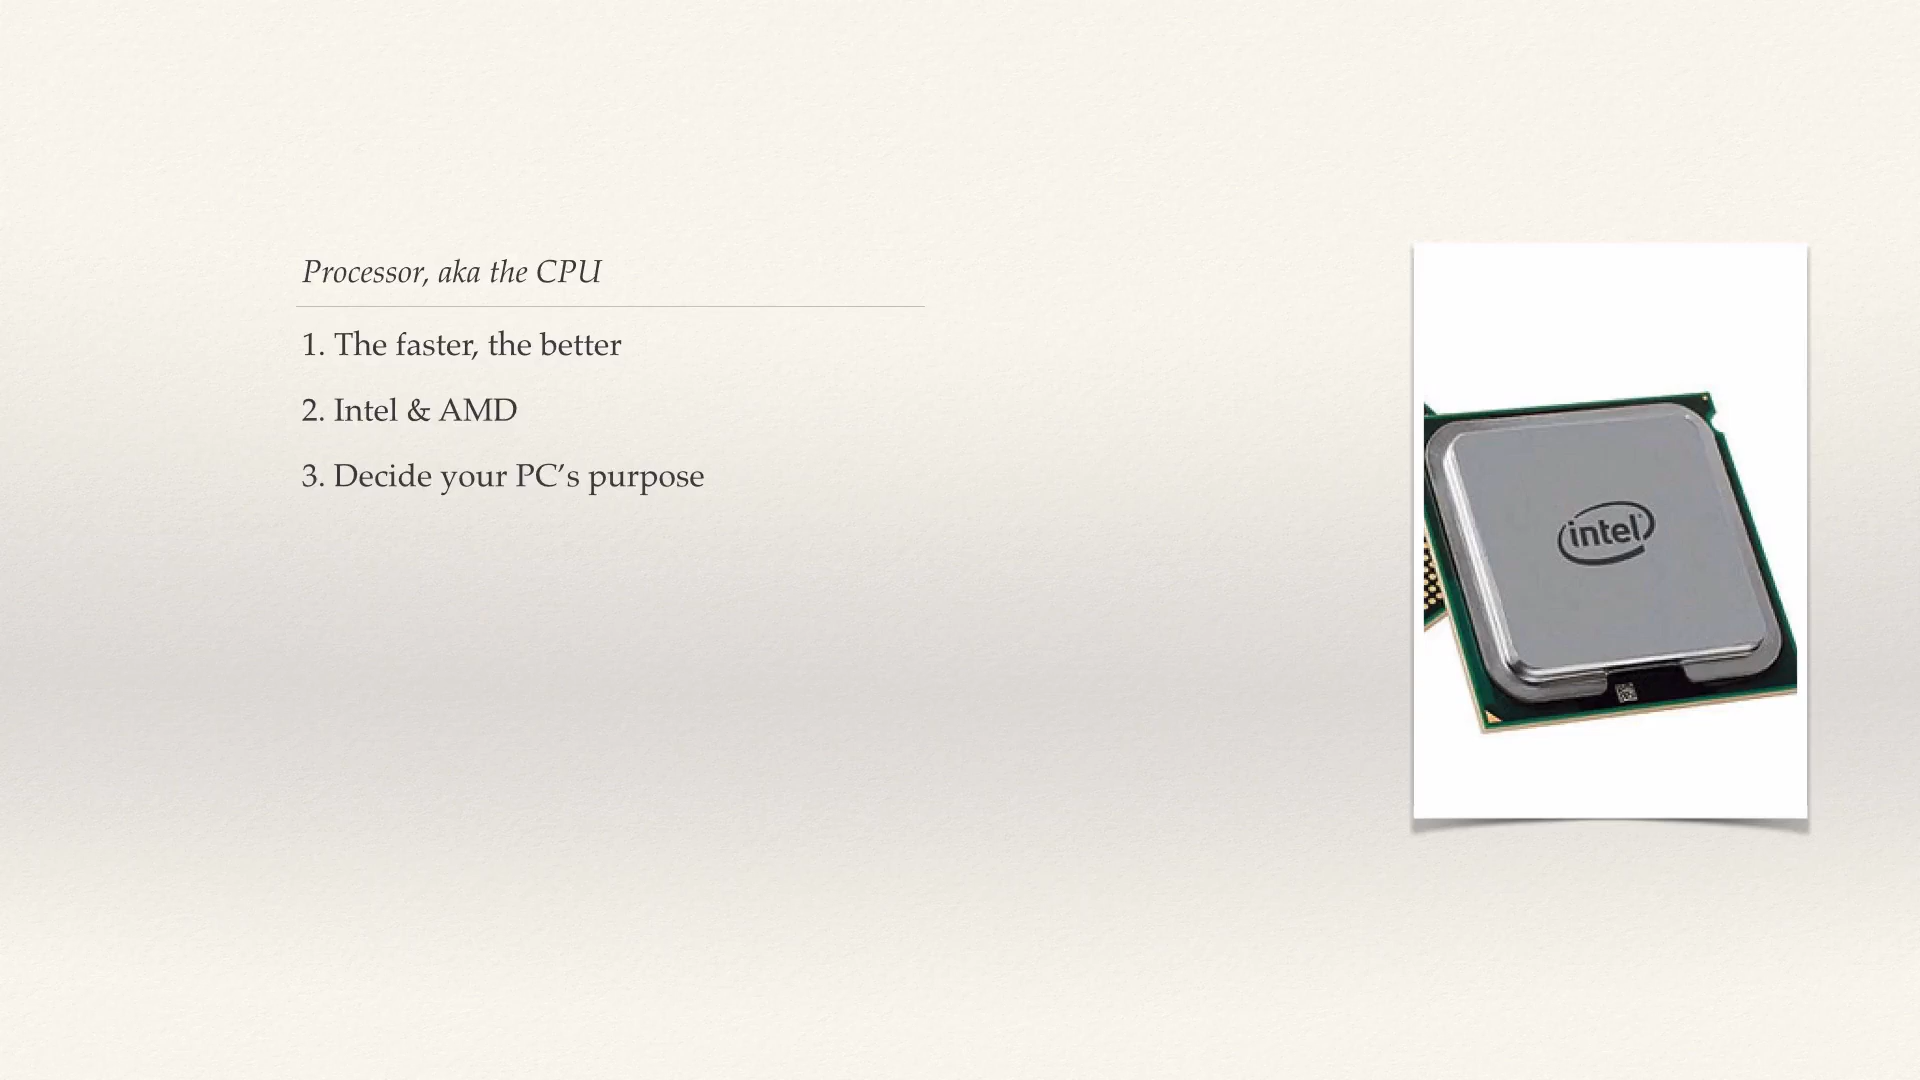 Processor, aka the CPU
1. The faster, the better
2. Intel & AMD
3. Decide your PC’s purpose
intel